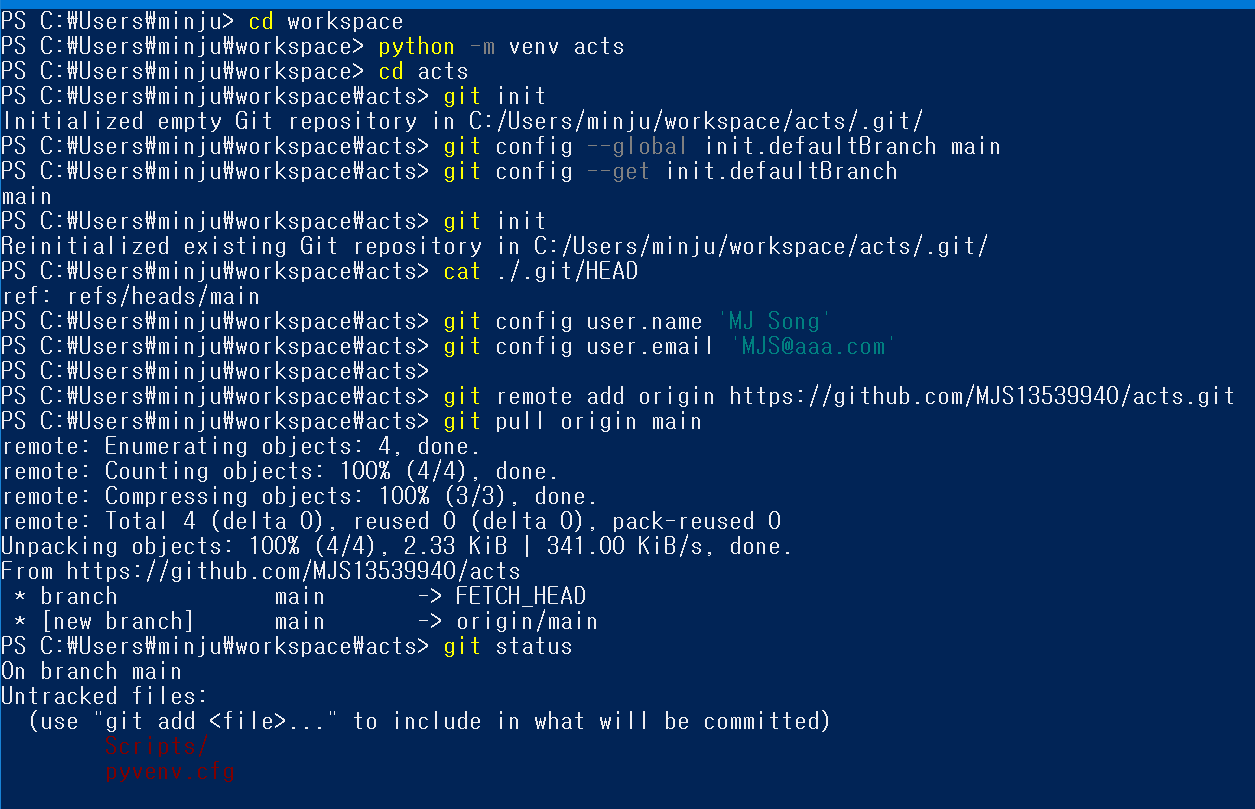 PS C:₩Users₩minju> cd workspace
PS C:₩Users₩minju₩workspace> python -m venv acts
PS C:₩Users₩minju₩workspace> cd acts
PS C:₩Users₩minju₩workspace₩acts> git init
Initialized empty Git repository in C:/Users/minju/workspace/acts/.git/
PS C:₩Users₩minju₩workspace₩acts> git config --global init.defaultBranch main
PS C:₩Users₩minju₩workspace₩acts> git config --get init.defaultBranch
main
PS C:₩Users₩minju₩workspace₩acts> git init
Reinitialized existing Git repository in C:/Users/minju/workspace/acts/.git/
PS C:₩Users₩minju₩workspace₩acts> cat ./.git/HEAD
ref: refs/heads/main
PS C:₩Users₩minju₩workspace₩acts> git config user.name 'MJ Song'
PS C:₩Users₩minju₩workspace₩acts> git config user.email 'MJS@aaa.com'
PS C:₩Users₩minju₩workspace₩acts>
PS C:₩Users₩minju₩workspace₩acts> git remote add origin https://github.com/MJS13539940/acts.git
PS C:₩Users₩minju₩workspace₩acts> git pull origin main
remote: Enumerating objects: 4, done.
remote: Counting objects: 100% (4/4), done.
remote: Compressing objects: 100% (3/3), done.
remote: Total 4 (delta 0), reused 0 (delta 0), pack-reused 0
Unpacking objects: 100% (4/4), 2.33 KiB | 341.00 KiB/s, done.
From https://github.com/MJS13539940/acts
 * branch            main       -> FETCH_HEAD
 * [new branch]      main       -> origin/main
PS C:₩Users₩minju₩workspace₩acts> git status
On branch main
Untracked files:
  (use "git add <file>..." to include in what will be committed)
        Scripts/
        pyvenv.cfg